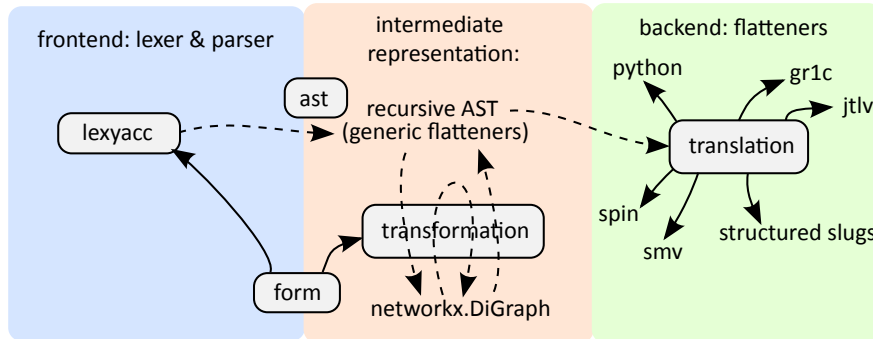 frontend: lexer & parser
intermediate
representation:
backend: flatteners
ast
recursive AST
(generic flatteners)
lexyacc
transformation
form
networkx.DiGraph
python
gr1c
jtlv
translation
spin
smv
structured slugs